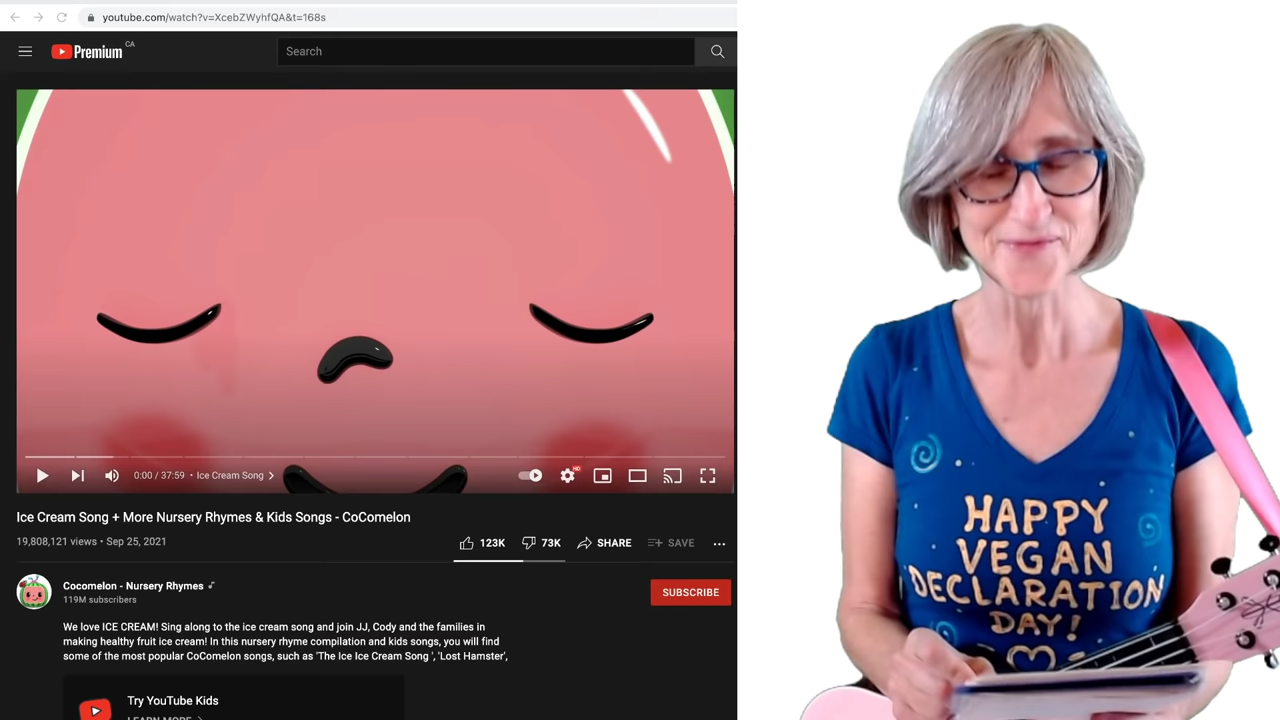 youtube.com/watch?v=XcebZWyhfQA&t=168s
Premium CA
Search
0:00 / 37:59 • Ice Cream Song
HD
Ice Cream Song + More Nursery Rhymes & Kids Songs - CoComelon
19,808,121 views • Sep 25, 2021
123K 73K SHARE SAVE
Cocomelon - Nursery Rhymes
119M subscribers
SUBSCRIBE
We love ICE CREAM! Sing along to the ice cream song and join JJ, Cody and the families in
making healthy fruit ice cream! In this nursery rhyme compilation and kids songs, you will find
some of the most popular CoComelon songs, such as 'The Ice Ice Cream Song ', 'Lost Hamster',
Try YouTube Kids
LEARN MORE
HAPPY
VEGAN
DECLARATION
DAY!